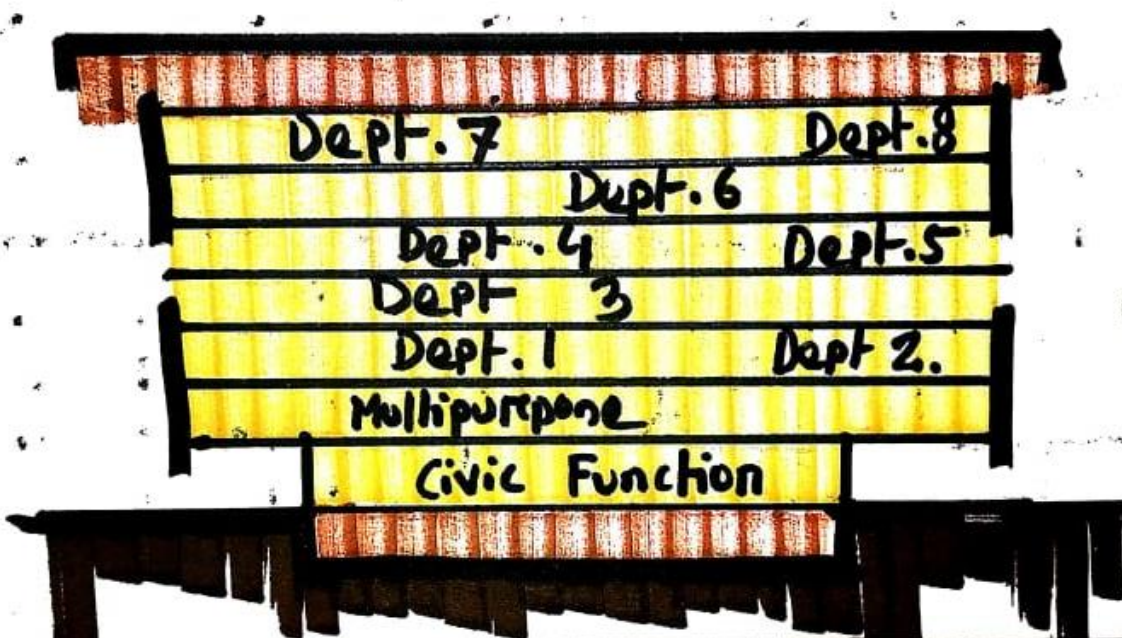 Dept. 7 Dept. 8
Dept. 6
Dept. 4 Dept. 5
Dept 3
Dept. 1 Dept 2.
Multipurpose
Civic Function